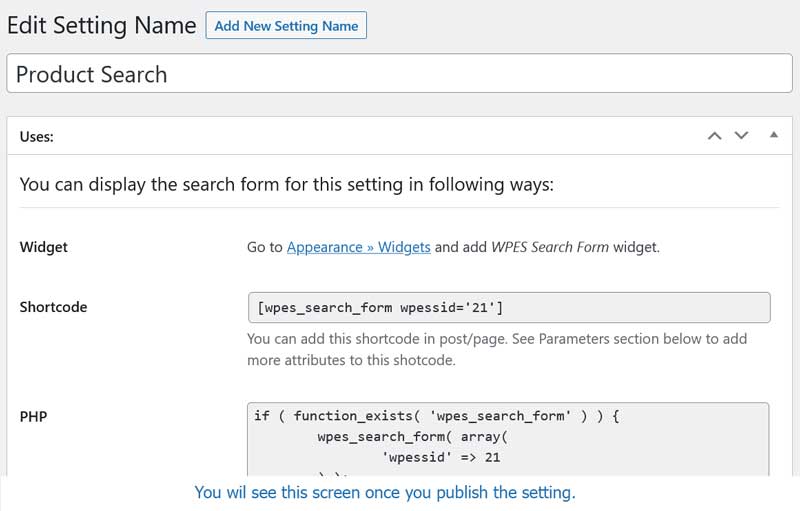 Edit Setting Name Add New Setting Name
Product Search
Uses:
You can display the search form for this setting in following ways:
Widget Go to Appearance » Widgets and add WPES Search Form widget.
Shortcode [wpes_search_form wpessid='21']
You can add this shortcode in post/page. See Parameters section below to add
more attributes to this shotcode.
PHP if ( function_exists( 'wpes_search_form' ) ) {
wpes_search_form( array(
'wpessid' => 21
) );
You wil see this screen once you publish the setting.